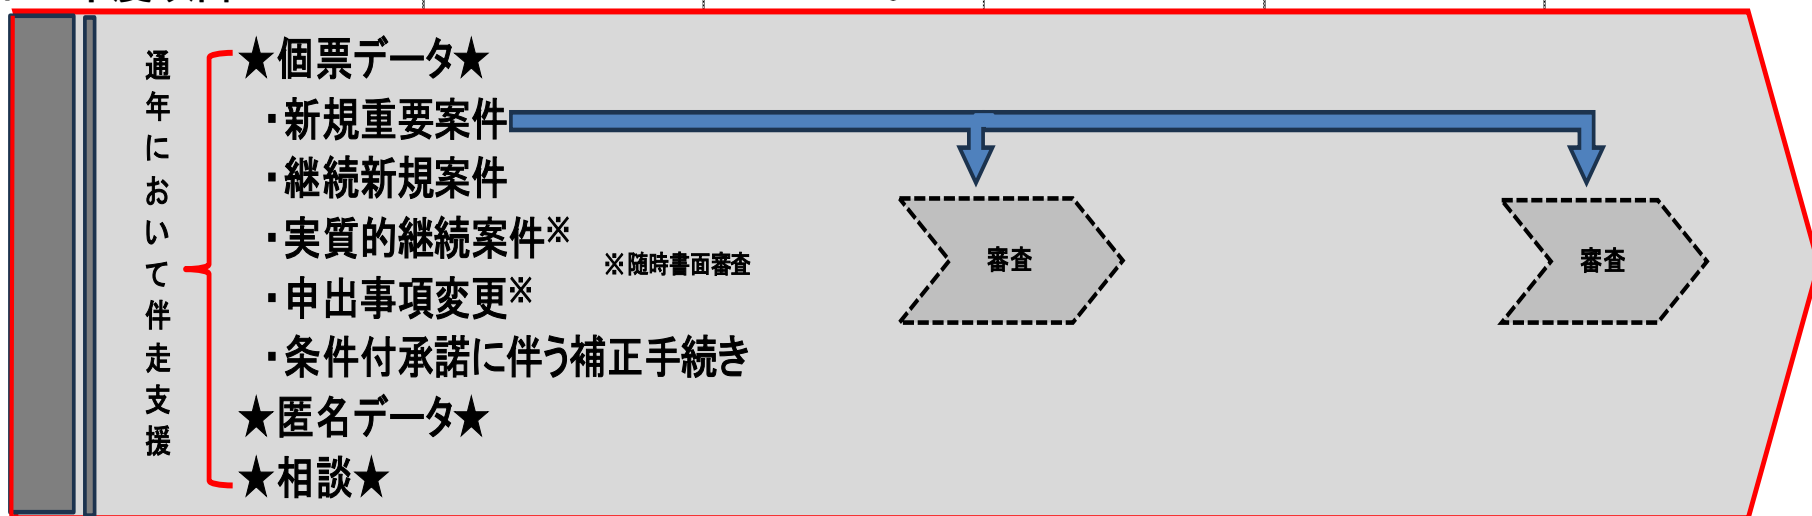 通年において伴走支援
★個票データ★
・新規重要案件
・継続新規案件
・実質的継続案件※
※随時書面審査
・申出事項変更※
・条件付承諾に伴う補正手続き
★匿名データ★
★相談★
審査
審査